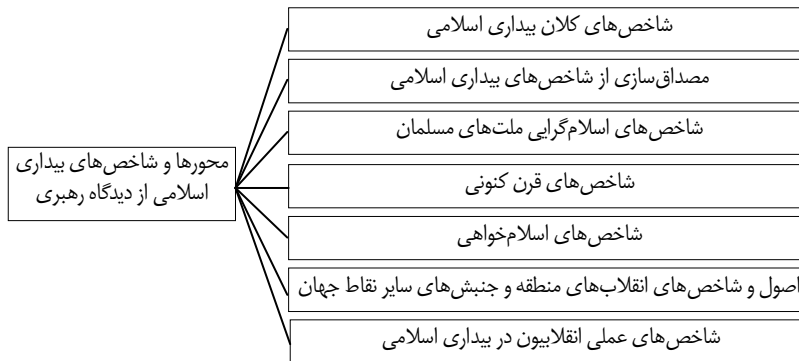 شاخص‌های کلان بیداری اسلامی
مصداق‌سازی از شاخص‌های بیداری اسلامی
شاخص‌های اسلام‌گرایی ملت‌های مسلمان
محورها و شاخص‌های بیداری
اسلامی از دیدگاه رهبری
شاخص‌های قرن کنونی
شاخص‌های اسلام‌خواهی
اصول و شاخص‌های انقلاب‌های منطقه و جنبش‌های سایر نقاط جهان
شاخص‌های عملی انقلابیون در بیداری اسلامی